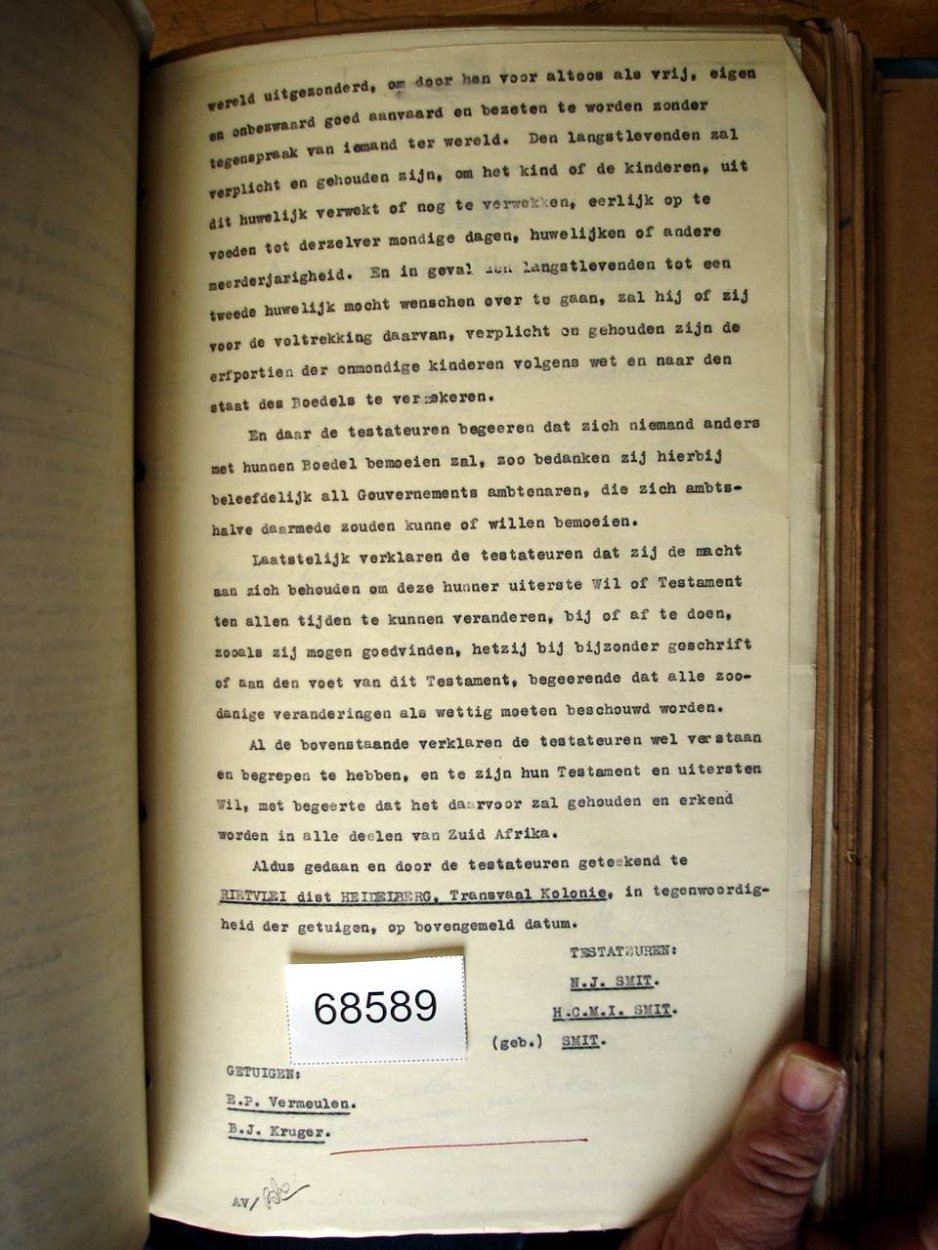 wereld uitgezonderd, om door han voor altoos als vrij, eigen
en onbezwaard goed aanvaard en bezeten te worden zonder
tegenspraak van iemand ter wereld. Den langstlevenden zal
verplicht en gehouden zijn, om het kind of de kinderen, uit
dit huwelijk verwekt of nog te verwekken, eerlijk op te
voeden tot derzelver mondige dagen, huwelijken of andere
meerderjarigheid. En in geval den langstlevenden tot een
tweede huwelijk mocht wenschen over te gaan, zal hij of zij
voor de voltrekking daarvan, verplicht en gehouden zijn de
erfportien der onmondige kinderen volgens wet en naar den
staat des Boedels te verzekeren.
En daar de testateuren begeeren dat zich niemand anders
met hunnen Boedel bemoeien zal, zoo bedanken zij hierbij
beleefdelijk all Gouvernements ambtenaren, die zich ambts-
halve daarmede zouden kunne of willen bemoeien.
Laatstelijk verklaren de testateuren dat zij de macht
aan zich behouden om deze hunner uiterste Wil of Testament
ten allen tijden te kunnen veranderen, bij of af te doen,
zooals zij mogen goedvinden, hetzij bij bijzonder geschrift
of aan den voet van dit Testament, begeerende dat alle zoo-
danige veranderingen als wettig moeten beschouwd worden.
Al de bovenstaande verklaren de testateuren wel verstaan
en begrepen te hebben, en te zijn hun Testament en uitersten
Wil, met begeerte dat het daarvoor zal gehouden en erkend
worden in alle deelen van Zuid Afrika.
Aldus gedaan en door de testateuren geteekend te
RIETVLEI dist HEIDELBERG, Transvaal Kolonie, in tegenwoordig-
heid der getuigen, op bovengemeld datum.
TESTATEUREN:
N.J. SMIT.
H.C.M.I. SMIT.
(geb.) SMIT.
68589
GETUIGEN:
E.P. Vermeulen.
B.J. Kruger.
AV/